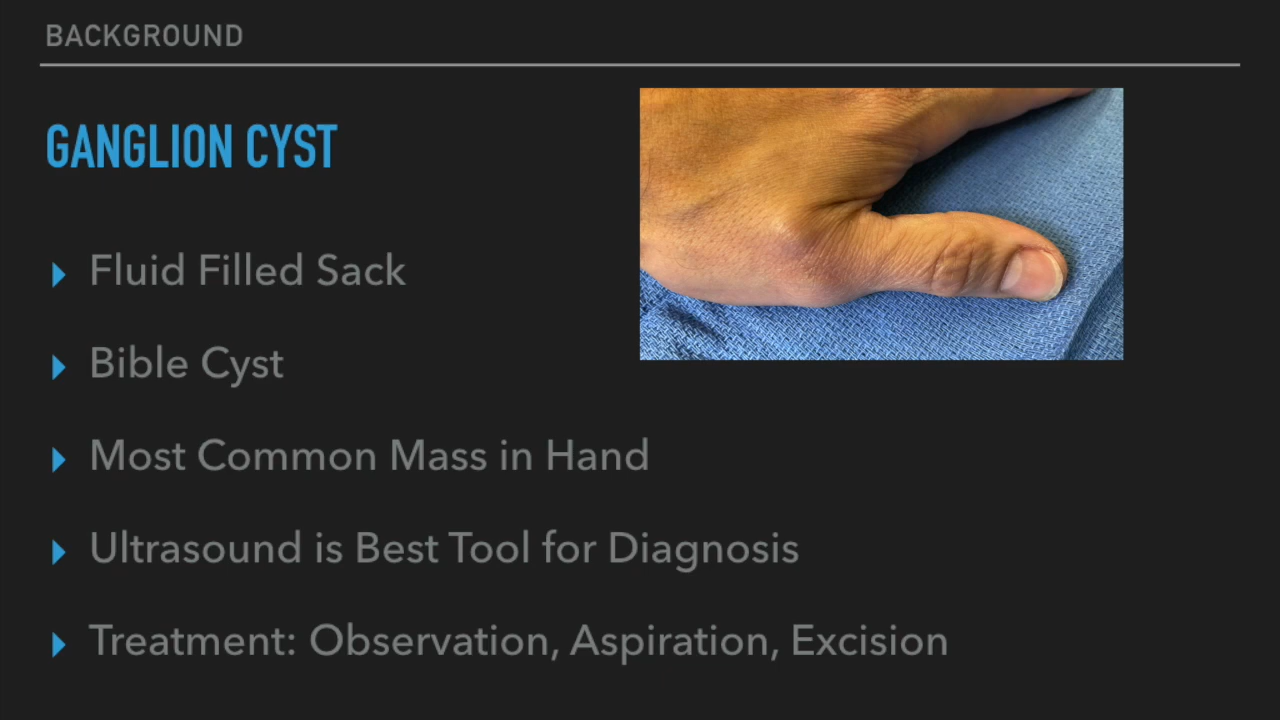 BACKGROUND
GANGLION CYST
Fluid Filled Sack
Bible Cyst
Most Common Mass in Hand
Ultrasound is Best Tool for Diagnosis
Treatment: Observation, Aspiration, Excision